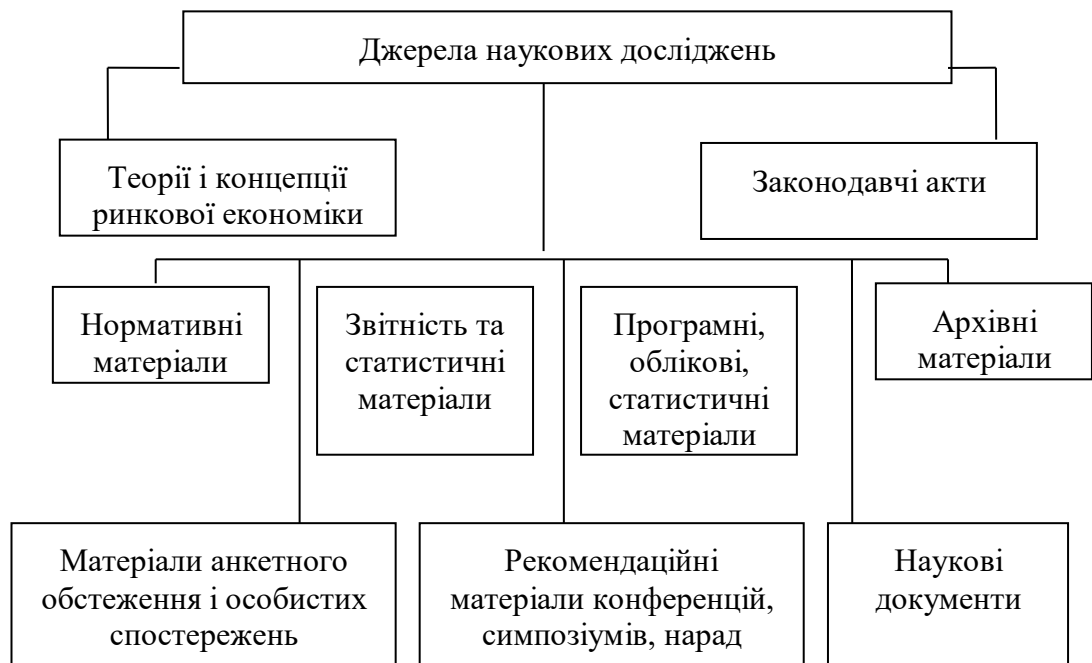 Джерела наукових досліджень
Теорії і концепції
ринкової економіки
Законодавчі акти
Нормативні
матеріали
Звітність та
статистичні
матеріали
Програмні,
облікові,
статистичні
матеріали
Архівні
матеріали
Матеріали анкетного
обстеження і особистих
спостережень
Рекомендаційні
матеріали конференцій,
симпозіумів, нарад
Наукові
документи